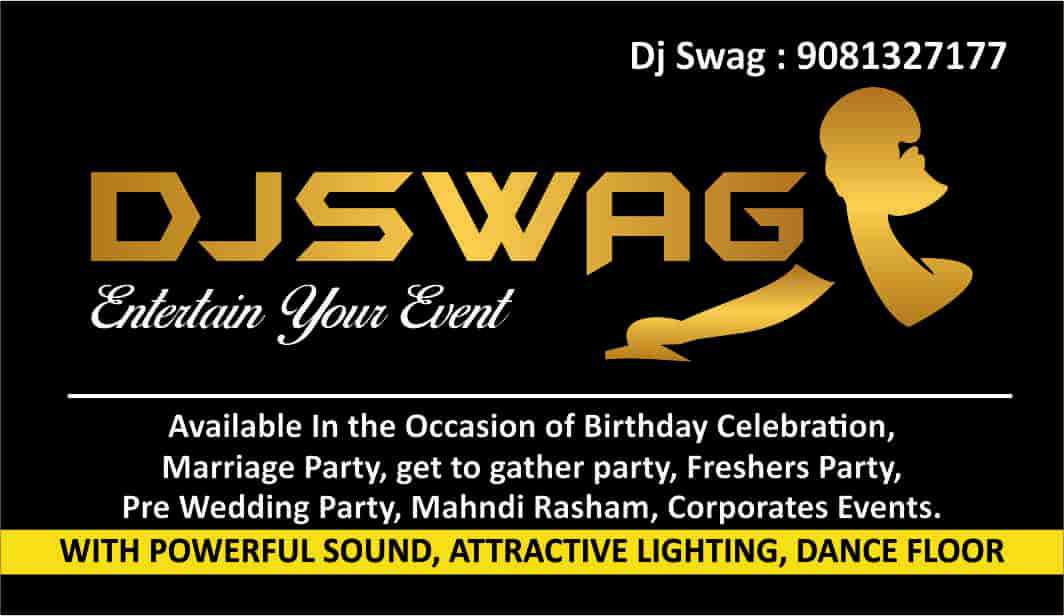 Dj Swag : 9081327177
DJSWAG
Entertain Your Event
Available In the Occasion of Birthday Celebration,
Marriage Party, get to gather party, Freshers Party,
Pre Wedding Party, Mahndi Rasham, Corporates Events.
WITH POWERFUL SOUND, ATTRACTIVE LIGHTING, DANCE FLOOR